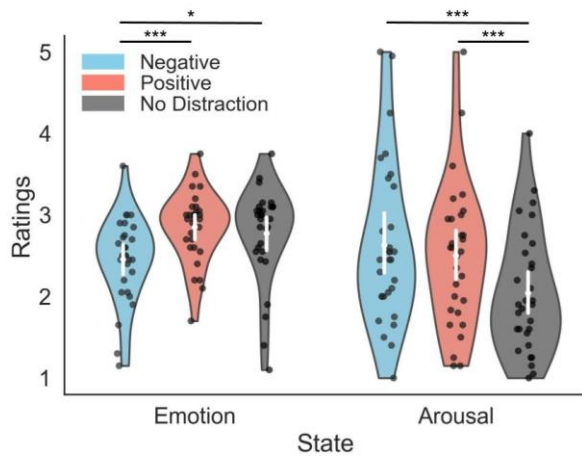 * ***
*** ***
5
Negative
Positive
No Distraction
4
3
2
1
Ratings
Emotion Arousal
State